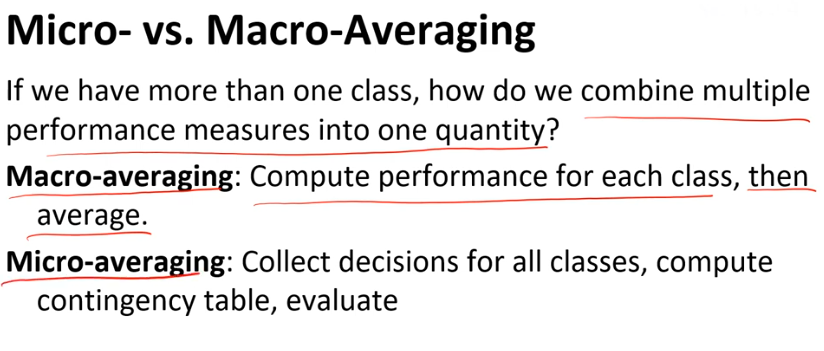 Micro- vs. Macro-Averaging
If we have more than one class, how do we combine multiple
performance measures into one quantity?
Macro-averaging: Compute performance for each class, then
average.
Micro-averaging: Collect decisions for all classes, compute
contingency table, evaluate